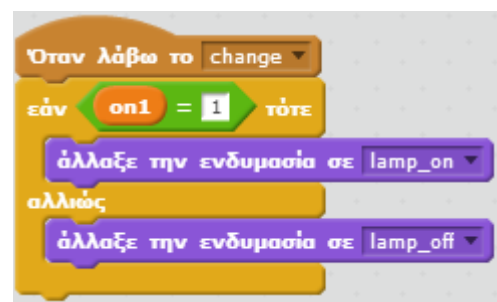 Όταν λάβω το change
εάν on1 = 1 τότε
άλλαξε την ενδυμασία σε lamp_on
αλλιώς
άλλαξε την ενδυμασία σε lamp_off